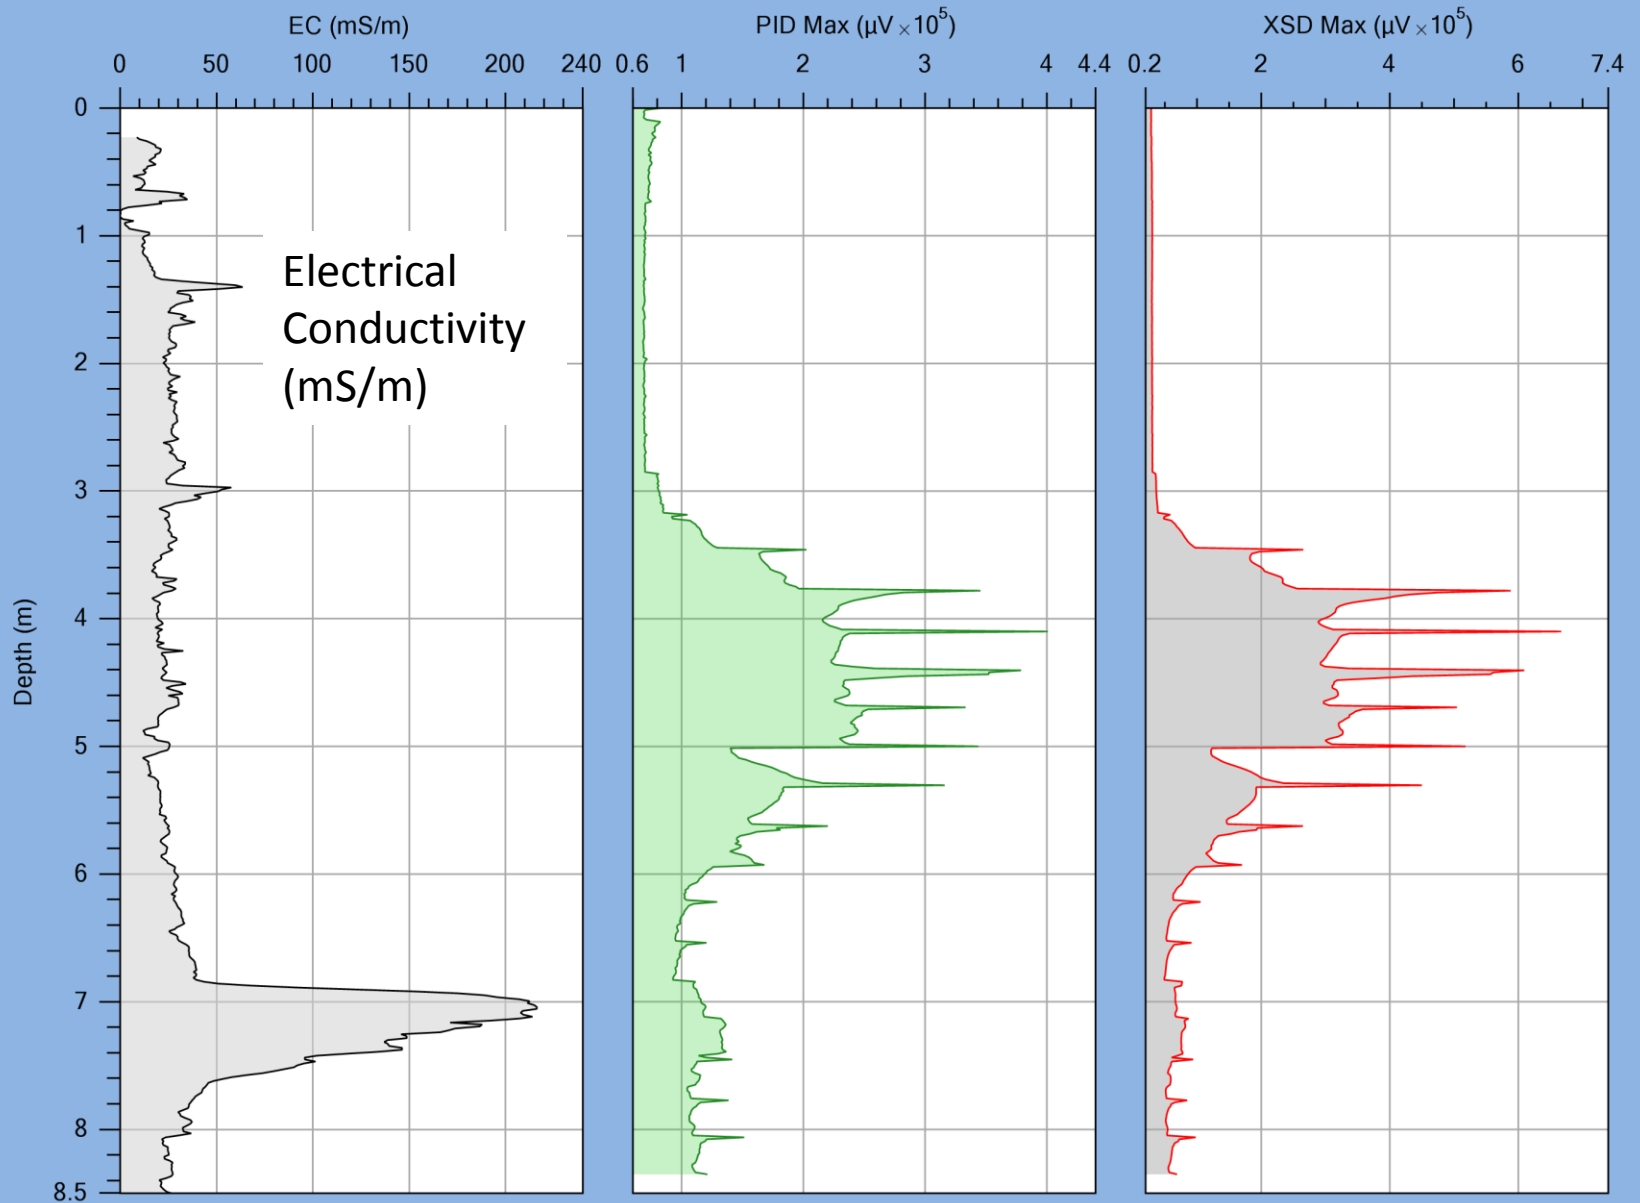 EC (mS/m)
PID Max (µV ×10⁵)
XSD Max (µV ×10⁵)
0 50 100 150 200 240
0.6 1 2 3 4 4.4
0.2 2 4 6 7.4
0
1
2
3
4
5
6
7
8
8.5
Depth (m)
Electrical
Conductivity
(mS/m)